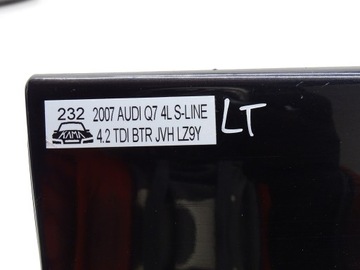 232 2007 AUDI Q7 4L S-LINE
KAMA 4.2 TDI BTR JVH LZ9Y
LT